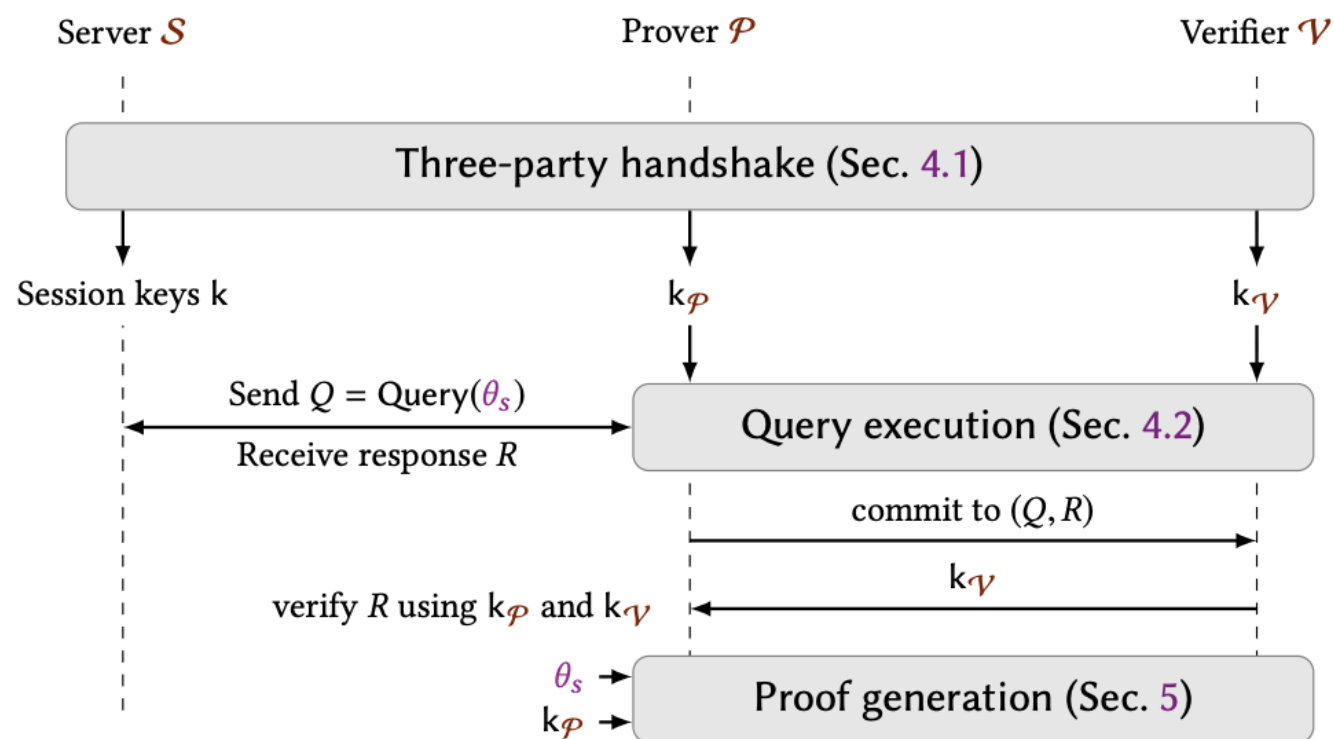 Server 𝒮 Prover 𝒫 Verifier 𝒱
Three-party handshake (Sec. 4.1)
Session keys k k𝒫 k𝒱
Send Q = Query(θs)
Receive response R
Query execution (Sec. 4.2)
commit to (Q, R)
k𝒱
verify R using k𝒫 and k𝒱
θs
k𝒫
Proof generation (Sec. 5)